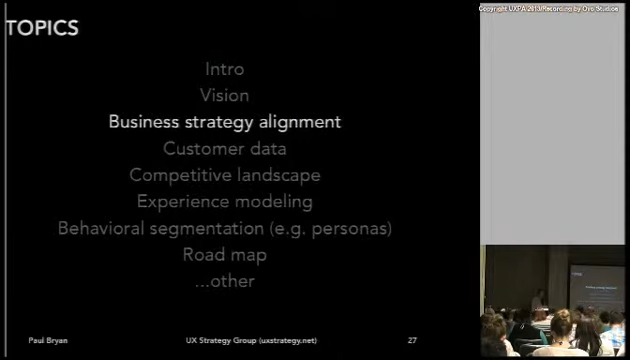 Copyright UXPA 2013/Recording by Ovo Studios
TOPICS
Intro
Vision
Business strategy alignment
Customer data
Competitive landscape
Experience modeling
Behavioral segmentation (e.g. personas)
Road map
...other
Paul Bryan
UX Strategy Group (uxstrategy.net)
27